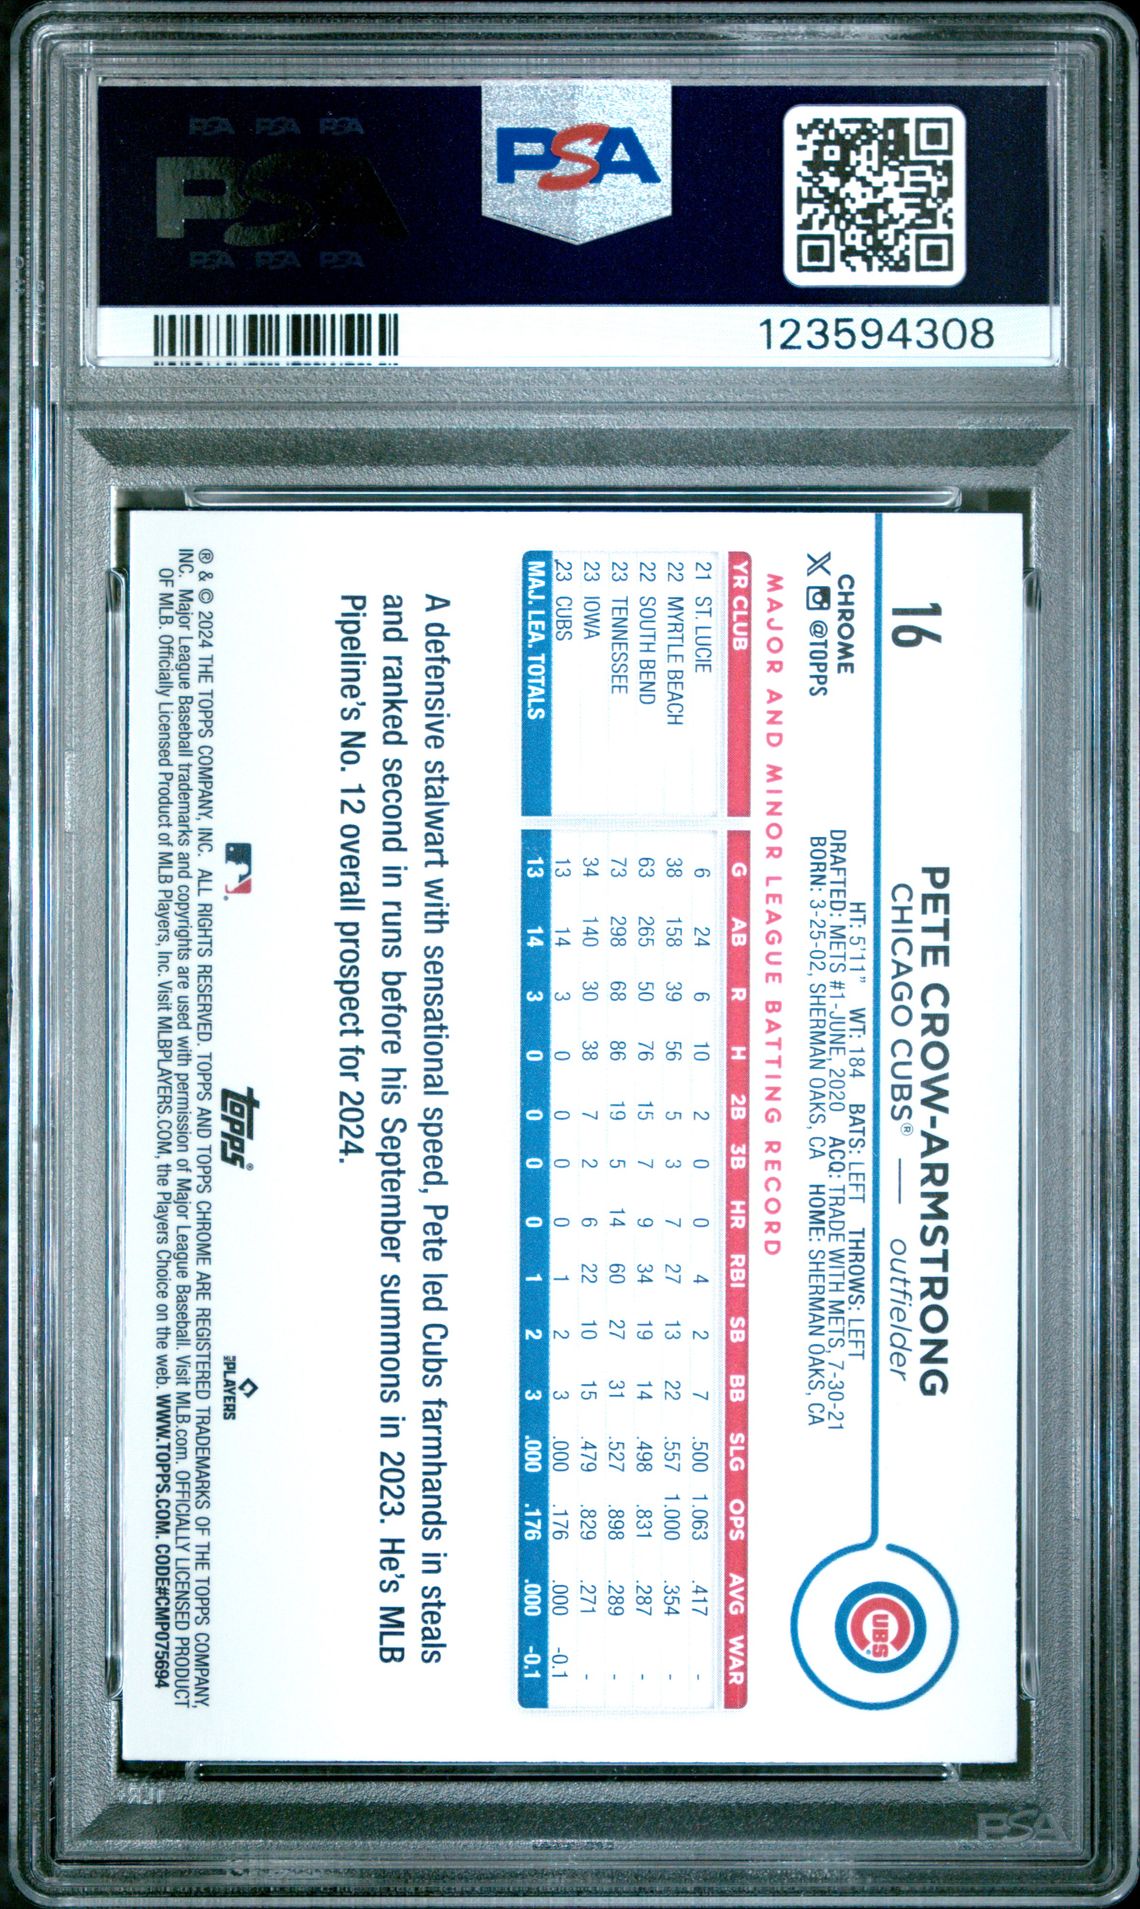 PSA PSA PSA
PSA
PSA PSA PSA
PSA
123594308
16
PETE CROW-ARMSTRONG
CHICAGO CUBS® — outfielder
CUBS
CHROME
X @TOPPS
HT: 5'11" WT: 184 BATS: LEFT THROWS: LEFT
DRAFTED: METS #1-JUNE, 2020 ACQ: TRADE WITH METS, 7-30-21
BORN: 3-25-02, SHERMAN OAKS, CA HOME: SHERMAN OAKS, CA
MAJOR AND MINOR LEAGUE BATTING RECORD
YR CLUB G AB R H 2B 3B HR RBI SB BB SLG OPS AVG WAR
21 ST. LUCIE 6 24 6 10 2 0 0 4 2 7 .500 1.063 .417 -
22 MYRTLE BEACH 38 158 39 56 5 3 7 27 13 22 .557 1.000 .354 -
22 SOUTH BEND 63 265 50 76 15 7 9 34 19 14 .498 .831 .287 -
23 TENNESSEE 73 298 68 86 19 5 14 60 27 31 .527 .898 .289 -
23 IOWA 34 140 30 38 7 2 6 22 10 15 .479 .829 .271 -
23 CUBS 13 14 3 0 0 0 0 1 2 3 .000 .176 .000 -0.1
MAJ. LEA. TOTALS 13 14 3 0 0 0 0 1 2 3 .000 .176 .000 -0.1
A defensive stalwart with sensational speed, Pete led Cubs farmhands in steals
and ranked second in runs before his September summons in 2023. He's MLB
Pipeline's No. 12 overall prospect for 2024.
topps®
MLB PLAYERS
® & © 2024 THE TOPPS COMPANY, INC. ALL RIGHTS RESERVED. TOPPS AND TOPPS CHROME ARE REGISTERED TRADEMARKS OF THE TOPPS COMPANY,
INC. Major League Baseball trademarks and copyrights are used with permission of Major League Baseball. Visit MLB.com. OFFICIALLY LICENSED PRODUCT
OF MLB. Officially Licensed Product of MLB Players, Inc. Visit MLBPLAYERS.COM, the Players Choice on the web. WWW.TOPPS.COM. CODE#CMP075694
PSA